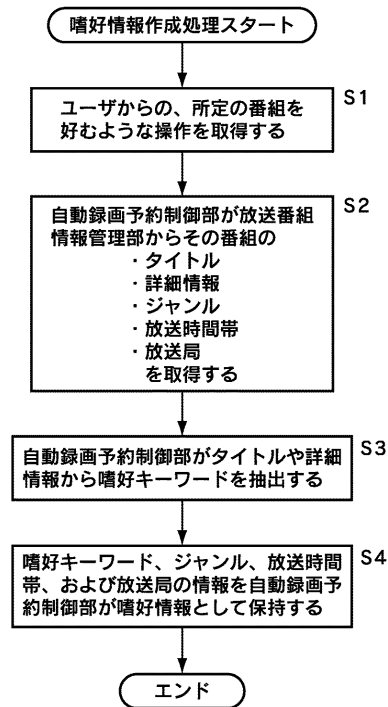 嗜好情報作成処理スタート
S1
ユーザからの、所定の番組を
好むような操作を取得する
S2
自動録画予約制御部が放送番組
情報管理部からその番組の
・タイトル
・詳細情報
・ジャンル
・放送時間帯
・放送局
を取得する
S3
自動録画予約制御部がタイトルや詳細
情報から嗜好キーワードを抽出する
S4
嗜好キーワード、ジャンル、放送時間
帯、および放送局の情報を自動録画予
約制御部が嗜好情報として保持する
エンド